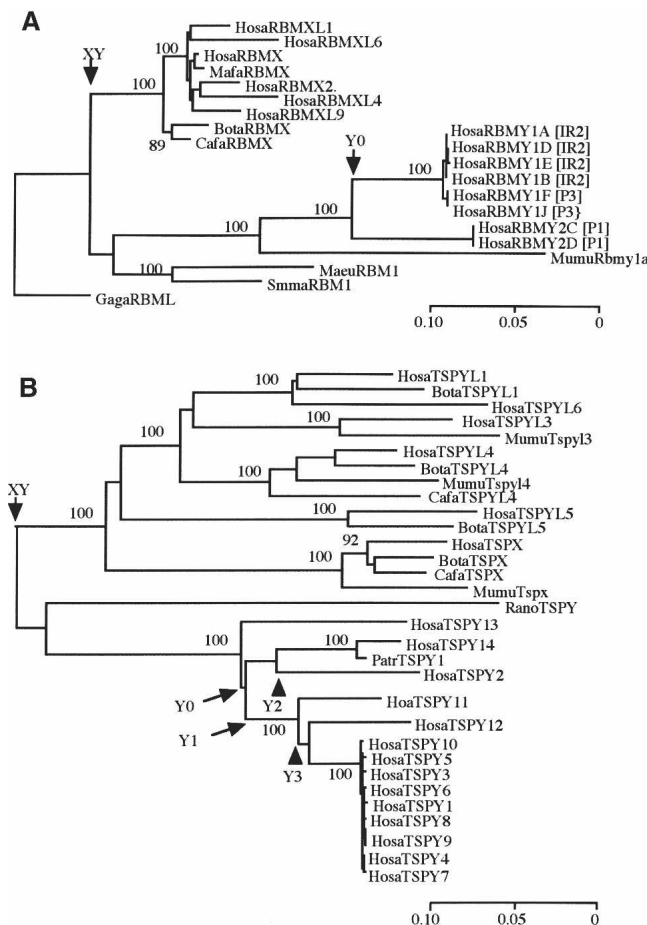 A
HosaRBMXL1
HosaRBMXL6
XY
100
HosaRBMX
MafaRBMX
100
HosaRBMX2.
HosaRBMXL4
HosaRBMXL9
BotaRBMX
89
CafaRBMX
HosaRBMY1A [IR2]
Y0
HosaRBMY1D [IR2]
100
HosaRBMY1E [IR2]
HosaRBMY1B [IR2]
HosaRBMY1F [P3]
100
HosaRBMY1J [P3}
100
HosaRBMY2C [P1]
HosaRBMY2D [P1]
MumuRbmy1a
100
MaeuRBM1
SmmaRBM1
GagaRBML
0.10 0.05 0
B
100
HosaTSPYL1
BotaTSPYL1
HosaTSPYL6
100
HosaTSPYL3
100
MumuTspyl3
HosaTSPYL4
BotaTSPYL4
100
MumuTspyl4
XY
CafaTSPYL4
100
100
HosaTSPYL5
BotaTSPYL5
92
HosaTSPX
100
BotaTSPX
CafaTSPX
MumuTspx
RanoTSPY
HosaTSPY13
100
100
HosaTSPY14
PatrTSPY1
HosaTSPY2
Y0
Y2
HoaTSPY11
Y1
100
HosaTSPY12
HosaTSPY10
Y3
100
HosaTSPY5
HosaTSPY3
HosaTSPY6
HosaTSPY1
HosaTSPY8
HosaTSPY9
HosaTSPY4
HosaTSPY7
0.10 0.05 0